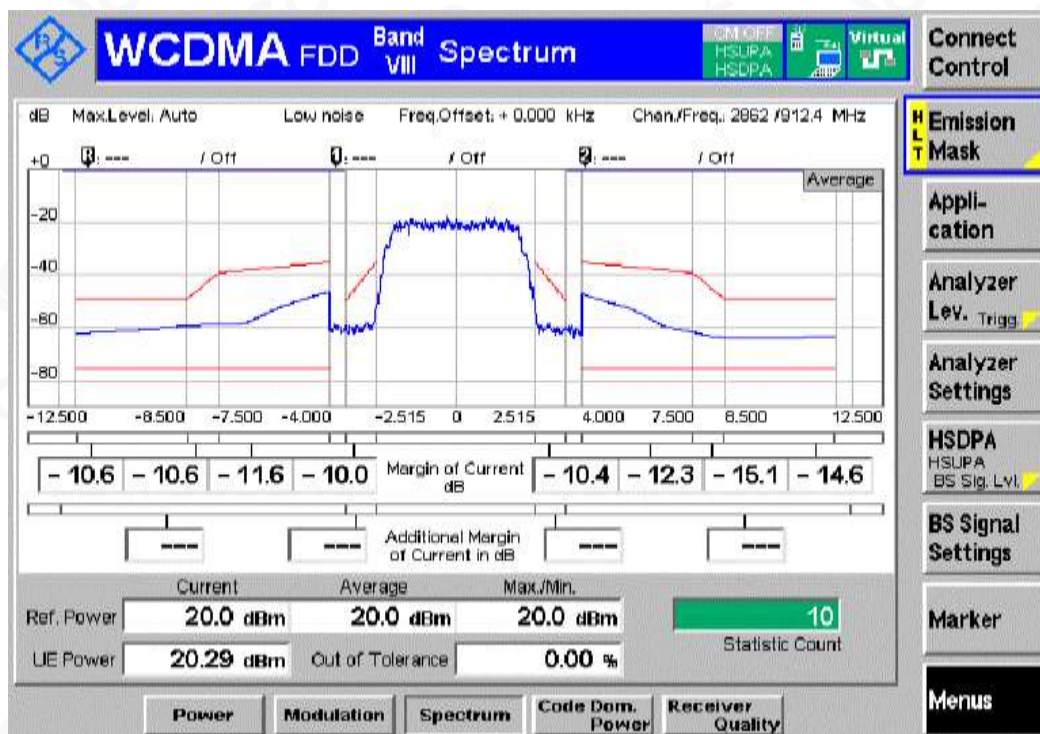 R S
WCDMA FDD Band VIII Spectrum
CM OFF
HSUPA
HSDPA
Virtual
Connect Control
dB Max.Level: Auto Low noise Freq.Offset: + 0.000 kHz Chan./Freq.: 2862 /912.4 MHz
H L T
Emission Mask
R: --- / Off 1: --- / Off 2: --- / Off
Average
+0
-20
-40
-60
-80
-12.500 -8.500 -7.500 -4.000 -2.515 0 2.515 4.000 7.500 8.500 12.500
Appli-
cation
Analyzer
Lev. Trigg.
Analyzer
Settings
- 10.6 - 10.6 - 11.6 - 10.0 Margin of Current dB - 10.4 - 12.3 - 15.1 - 14.6
HSDPA
HSUPA
BS Sig. Lvl.
--- --- Additional Margin of Current in dB --- ---
BS Signal
Settings
Current Average Max./Min.
Ref. Power 20.0 dBm 20.0 dBm 20.0 dBm 10
Statistic Count
UE Power 20.29 dBm Out of Tolerance 0.00 %
Marker
Power Modulation Spectrum Code Dom. Power Receiver Quality
Menus